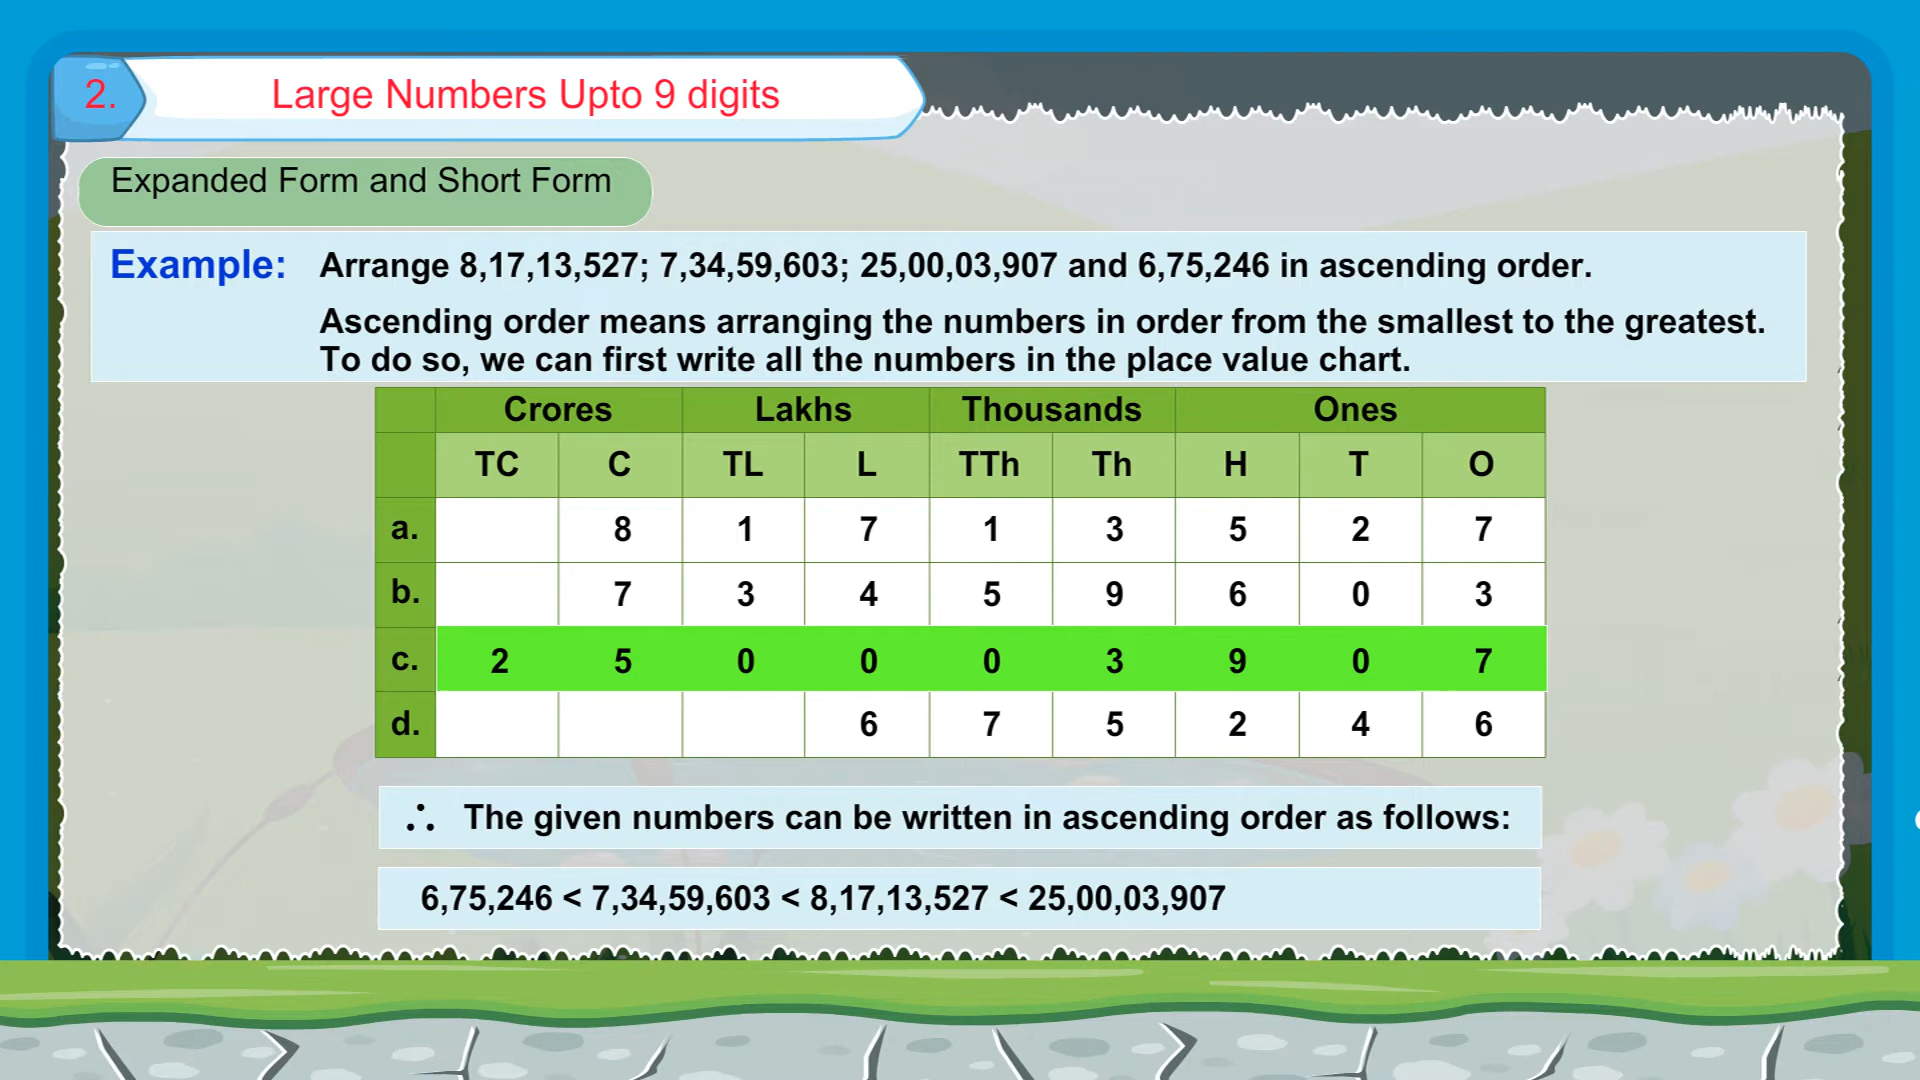 2. Large Numbers Upto 9 digits
Expanded Form and Short Form
Example: Arrange 8,17,13,527; 7,34,59,603; 25,00,03,907 and 6,75,246 in ascending order.
Ascending order means arranging the numbers in order from the smallest to the greatest.
To do so, we can first write all the numbers in the place value chart.
Crores Lakhs Thousands Ones
TC C TL L TTh Th H T O
a. 8 1 7 1 3 5 2 7
b. 7 3 4 5 9 6 0 3
c. 2 5 0 0 0 3 9 0 7
d. 6 7 5 2 4 6
∴ The given numbers can be written in ascending order as follows:
6,75,246 < 7,34,59,603 < 8,17,13,527 < 25,00,03,907